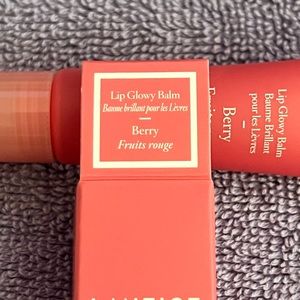 Lip Glowy Balm
Baume brillant pour les Lèvres
Berry
Fruits rouge
Lip Glowy Balm
Baume Brillant
pour les Lèvres
Berry